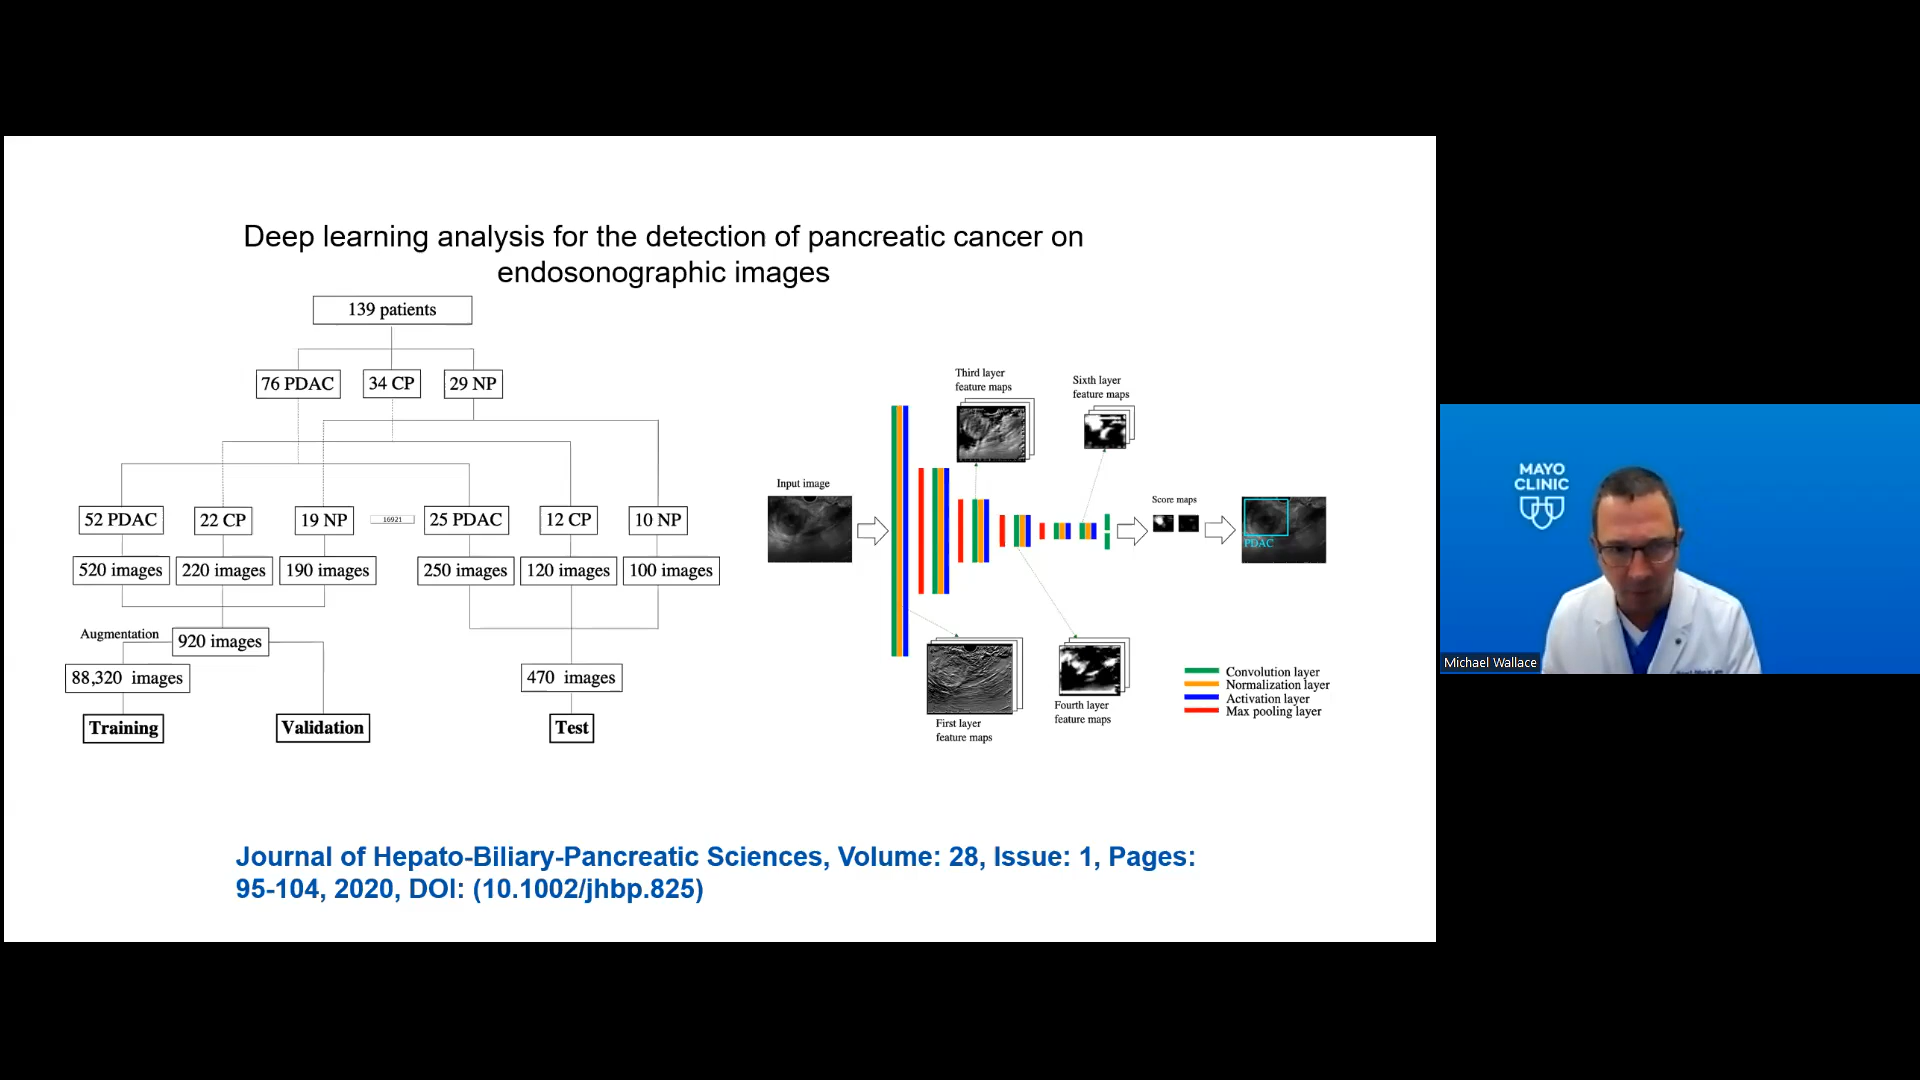 Deep learning analysis for the detection of pancreatic cancer on
endosonographic images
139 patients
76 PDAC
34 CP
29 NP
52 PDAC
22 CP
19 NP
16921
25 PDAC
12 CP
10 NP
520 images
220 images
190 images
250 images
120 images
100 images
Augmentation
920 images
88,320 images
470 images
Training
Validation
Test
Third layer
feature maps
Sixth layer
feature maps
Input image
Score maps
PDAC
First layer
feature maps
Fourth layer
feature maps
Convolution layer
Normalization layer
Activation layer
Max pooling layer
Journal of Hepato-Biliary-Pancreatic Sciences, Volume: 28, Issue: 1, Pages:
95-104, 2020, DOI: (10.1002/jhbp.825)
MAYO
CLINIC
Michael Wallace